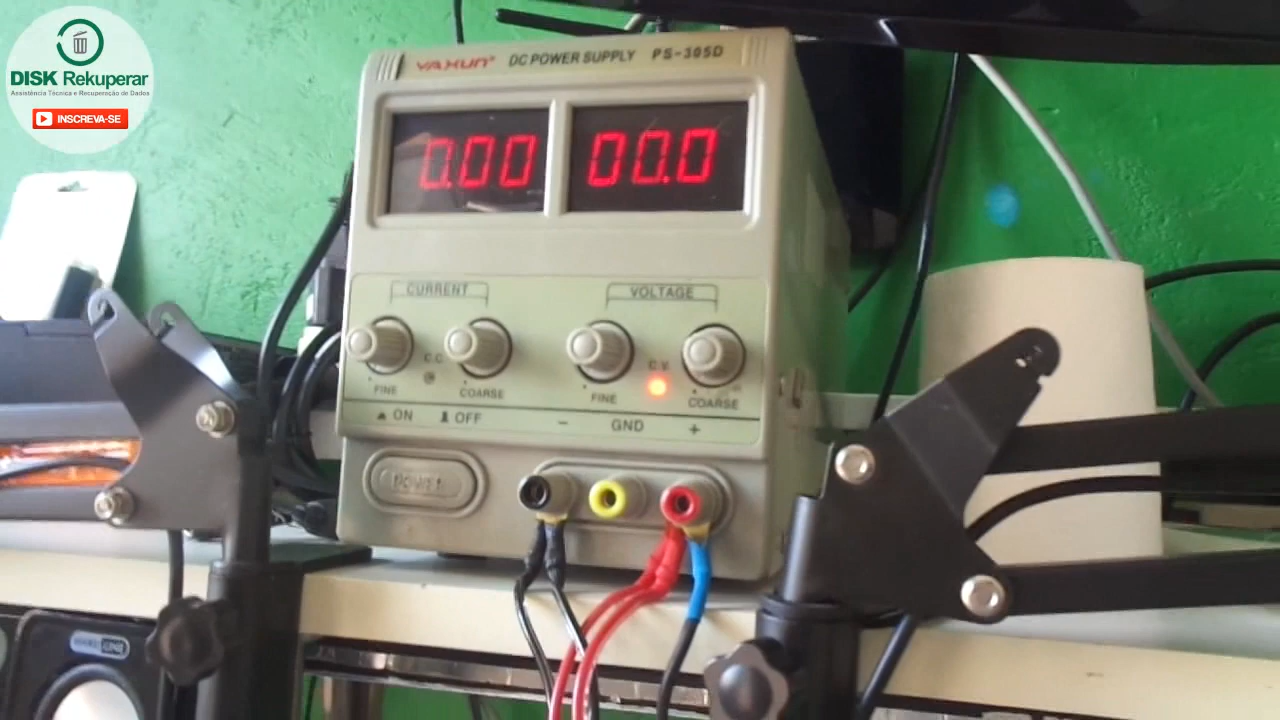 DISK Rekuperar
Assistência Técnica e Recuperação de Dados
INSCREVA-SE
YAXUN DC POWER SUPPLY PS-305D
0.00 00.0
CURRENT VOLTAGE
C.C. C.V.
FINE COARSE FINE COARSE
ON OFF - GND +
POWER